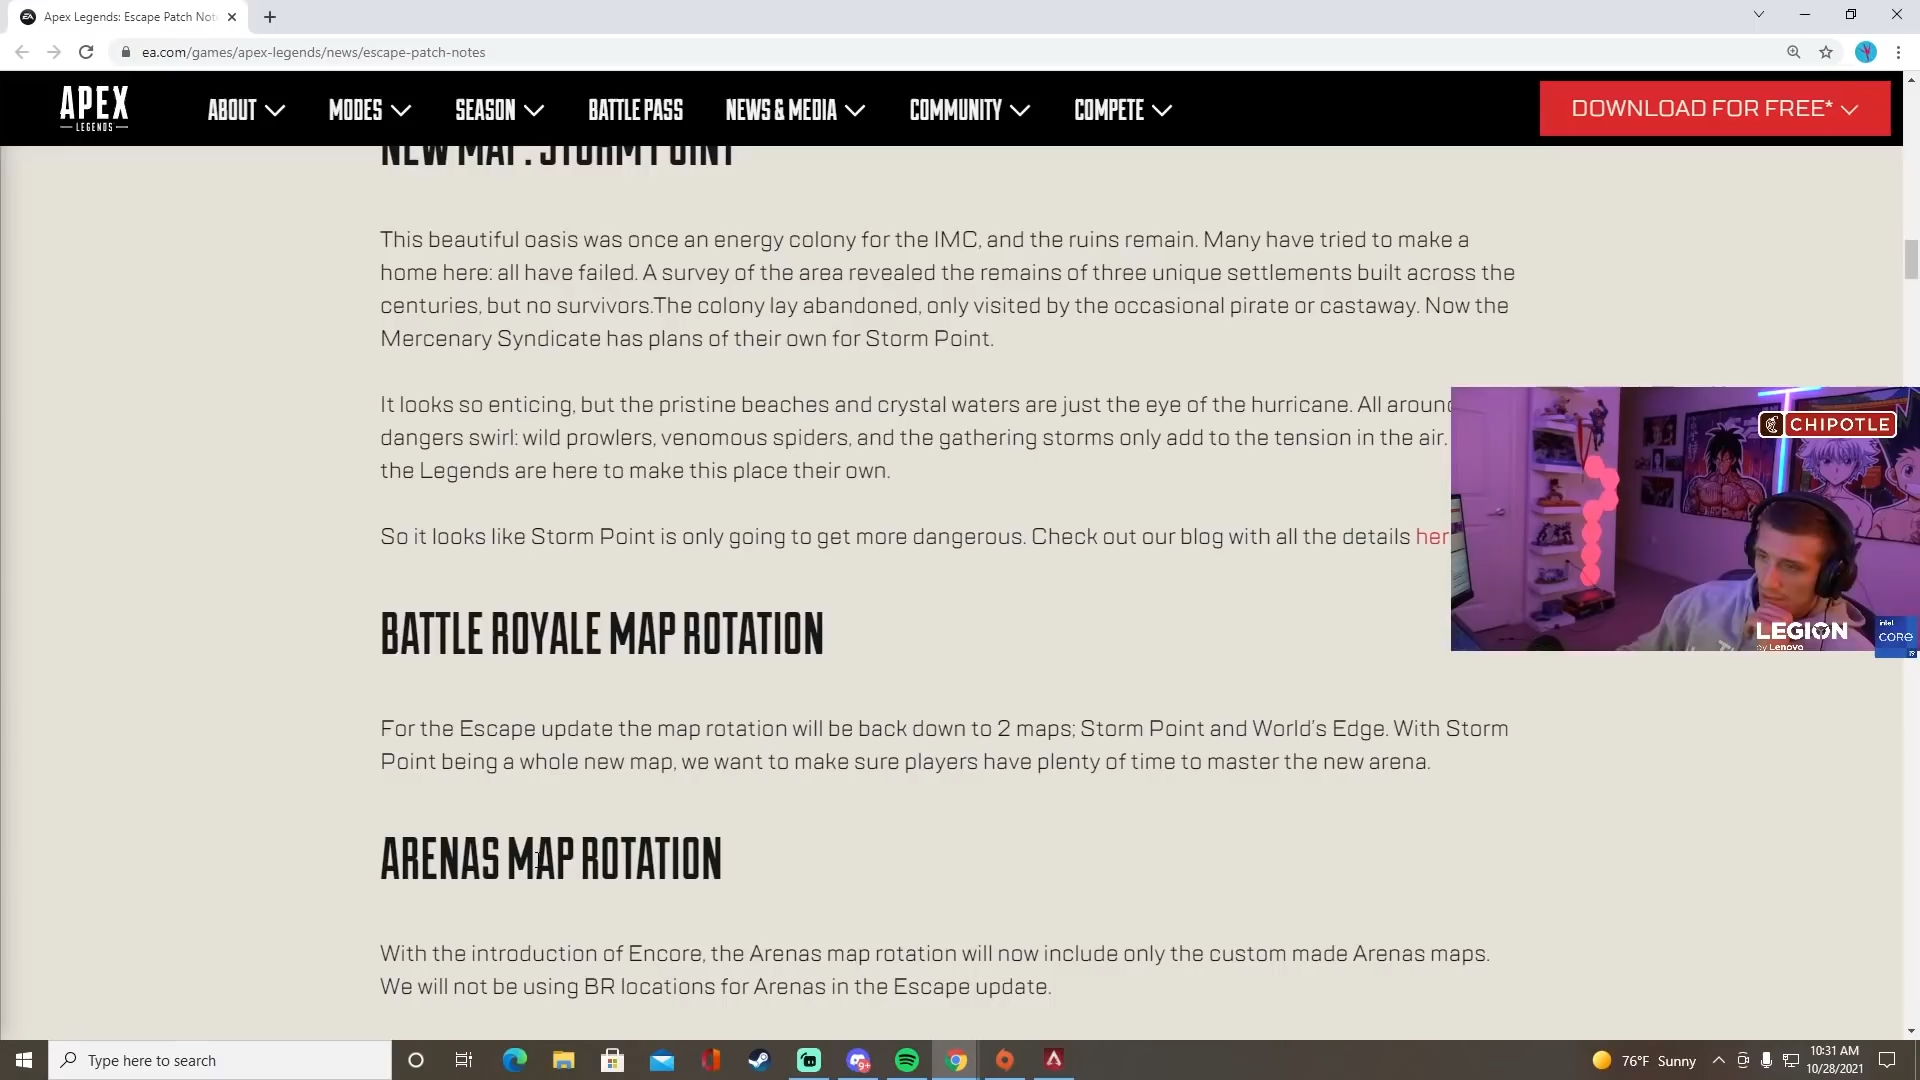 Apex Legends: Escape Patch Not
ea.com/games/apex-legends/news/escape-patch-notes
APEX
LEGENDS
ABOUT
MODES
SEASON
BATTLE PASS
NEWS & MEDIA
COMMUNITY
COMPETE
DOWNLOAD FOR FREE*
NEW MAP: STORM POINT
This beautiful oasis was once an energy colony for the IMC, and the ruins remain. Many have tried to make a
home here: all have failed. A survey of the area revealed the remains of three unique settlements built across the
centuries, but no survivors.The colony lay abandoned, only visited by the occasional pirate or castaway. Now the
Mercenary Syndicate has plans of their own for Storm Point.
It looks so enticing, but the pristine beaches and crystal waters are just the eye of the hurricane. All around
dangers swirl: wild prowlers, venomous spiders, and the gathering storms only add to the tension in the air.
the Legends are here to make this place their own.
So it looks like Storm Point is only going to get more dangerous. Check out our blog with all the details her
CHIPOTLE
LEGION
by Lenovo
intel
CORE
i9
BATTLE ROYALE MAP ROTATION
For the Escape update the map rotation will be back down to 2 maps; Storm Point and World's Edge. With Storm
Point being a whole new map, we want to make sure players have plenty of time to master the new arena.
ARENAS MAP ROTATION
With the introduction of Encore, the Arenas map rotation will now include only the custom made Arenas maps.
We will not be using BR locations for Arenas in the Escape update.
Type here to search
9+
76°F Sunny
10:31 AM
10/28/2021